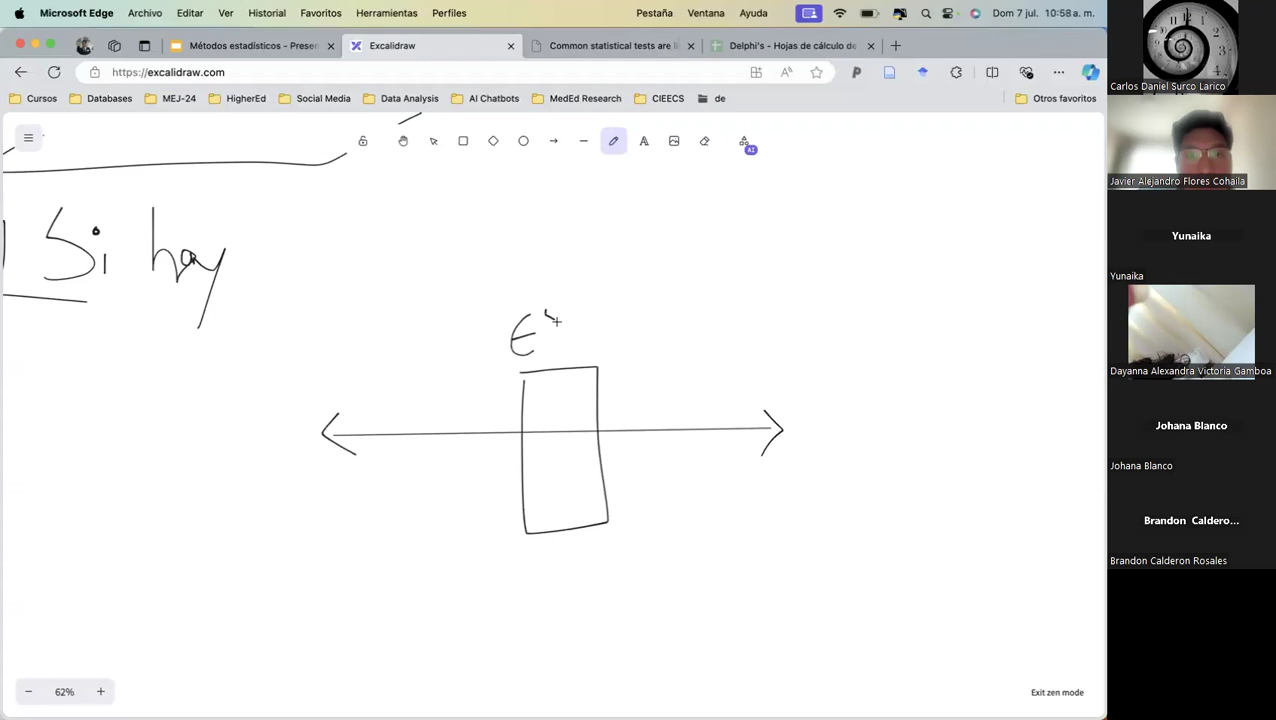 Microsoft Edge Archivo Editar Ver Historial Favoritos Herramientas Perfiles Pestaña Ventana Ayuda Dom 7 jul. 10:58 a. m.
Métodos estadísticos - Presen Excalidraw Common statistical tests are li Delphi's - Hojas de cálculo de
https://excalidraw.com
Cursos Databases MEJ-24 HigherEd Social Media Data Analysis AI Chatbots MedEd Research CIEECS de Otros favoritos
AI
Si hay
62%
Exit zen mode
Carlos Daniel Surco Larico
Javier Alejandro Flores Cohaila
Yunaika
Yunaika
Dayanna Alexandra Victoria Gamboa
Johana Blanco
Johana Blanco
Brandon Caldero...
Brandon Calderon Rosales